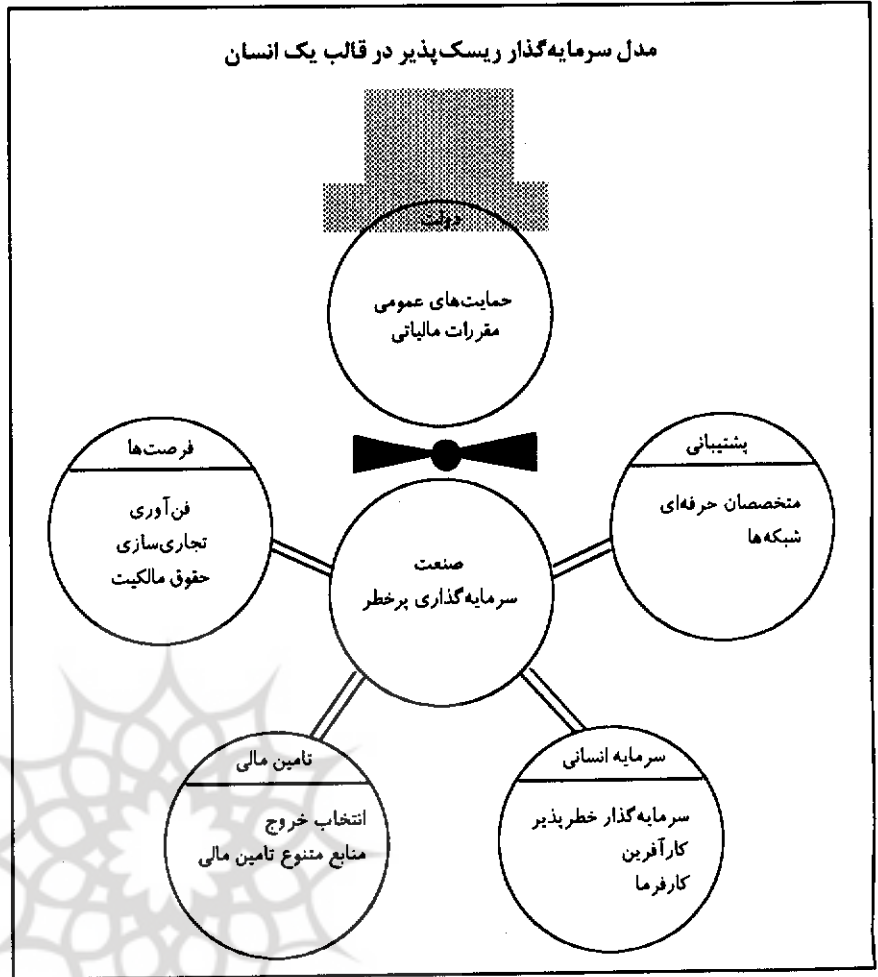 مدل سرمایه‌گذار ریسک‌پذیر در قالب یک انسان
دولت
حمایت‌های عمومی
مقررات مالیاتی
پشتیبانی
متخصصان حرفه‌ای
شبکه‌ها
فرصت‌ها
فن‌آوری
تجاری‌سازی
حقوق مالکیت
صنعت
سرمایه‌گذاری پرخطر
سرمایه انسانی
سرمایه‌گذار خطرپذیر
کارآفرین
کارفرما
تامین مالی
انتخاب خروج
منابع متنوع تامین مالی